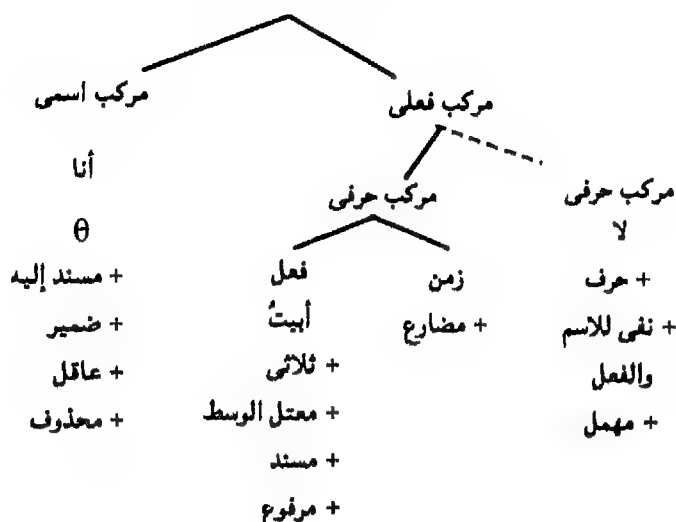 مركب فعلى
مركب اسمى
أنا
θ
+ مسند إليه
+ ضمير
+ عاقل
+ محذوف
مركب حرفى
لا
+ حرف
+ نفى للاسم
والفعل
+ مهمل
مركب حرفى
زمن
+ مضارع
فعل
أبيتُ
+ ثلاثى
+ معتل الوسط
+ مسند
+ مرفوع